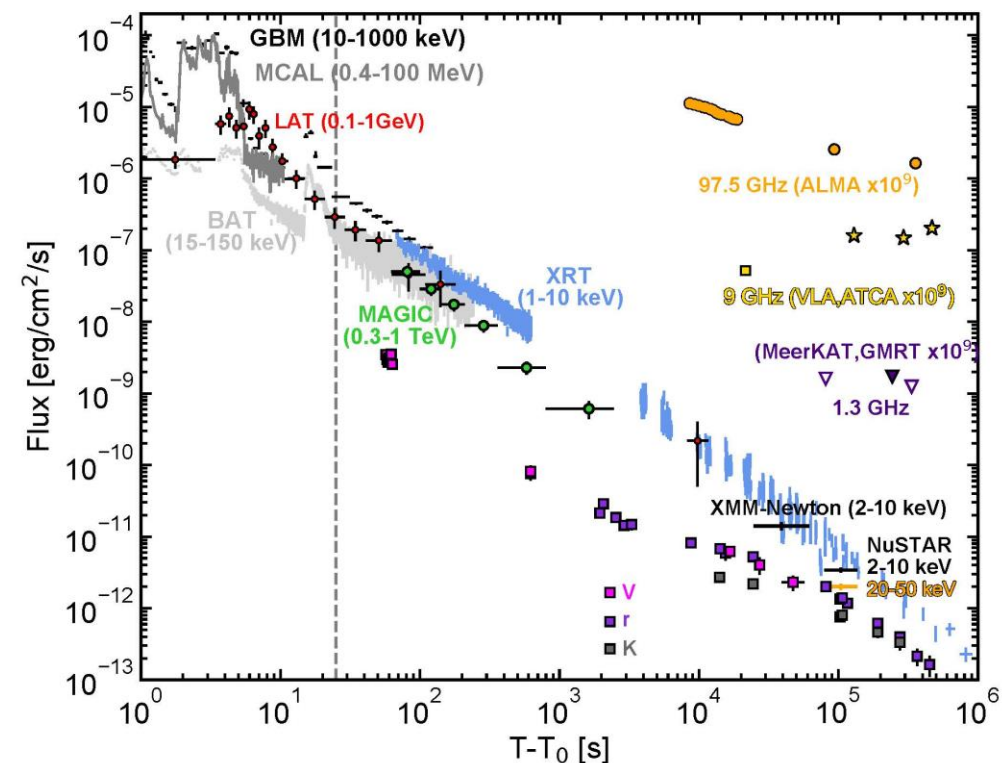 GBM (10-1000 keV)
MCAL (0.4-100 MeV)
LAT (0.1-1GeV)
BAT
(15-150 keV)
XRT
(1-10 keV)
MAGIC
(0.3-1 TeV)
97.5 GHz (ALMA x10⁹)
9 GHz (VLA,ATCA x10⁹)
(MeerKAT,GMRT x10⁹
1.3 GHz
XMM-Newton (2-10 keV)
NuSTAR
2-10 keV
20-50 keV
V
r
K
Flux [erg/cm²/s]
10⁻⁴
10⁻⁵
10⁻⁶
10⁻⁷
10⁻⁸
10⁻⁹
10⁻¹⁰
10⁻¹¹
10⁻¹²
10⁻¹³
10⁰ 10¹ 10² 10³ 10⁴ 10⁵ 10⁶
T-T₀ [s]